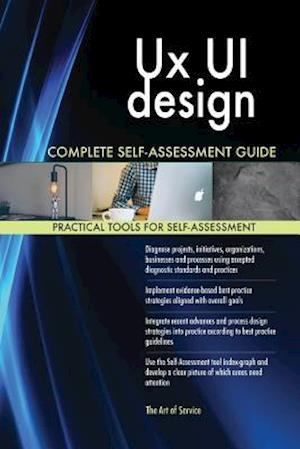 Ux UI
design
COMPLETE SELF-ASSESSMENT GUIDE
PRACTICAL TOOLS FOR SELF-ASSESSMENT
Diagnose projects, initiatives, organizations,
businesses and processes using accepted
diagnostic standards and practices
Implement evidence-based best practice
strategies aligned with overall goals
Integrate recent advances and process design
strategies into practice according to best practice
guidelines
Use the Self-Assessment tool index-graph and
develop a clear picture of which areas need
attention
The Art of Service